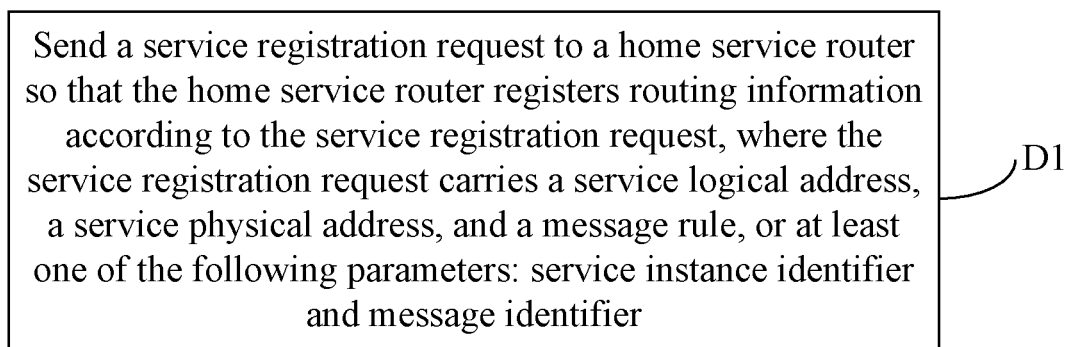 Send a service registration request to a home service router
so that the home service router registers routing information
according to the service registration request, where the
service registration request carries a service logical address,
a service physical address, and a message rule, or at least
one of the following parameters: service instance identifier
and message identifier
D1